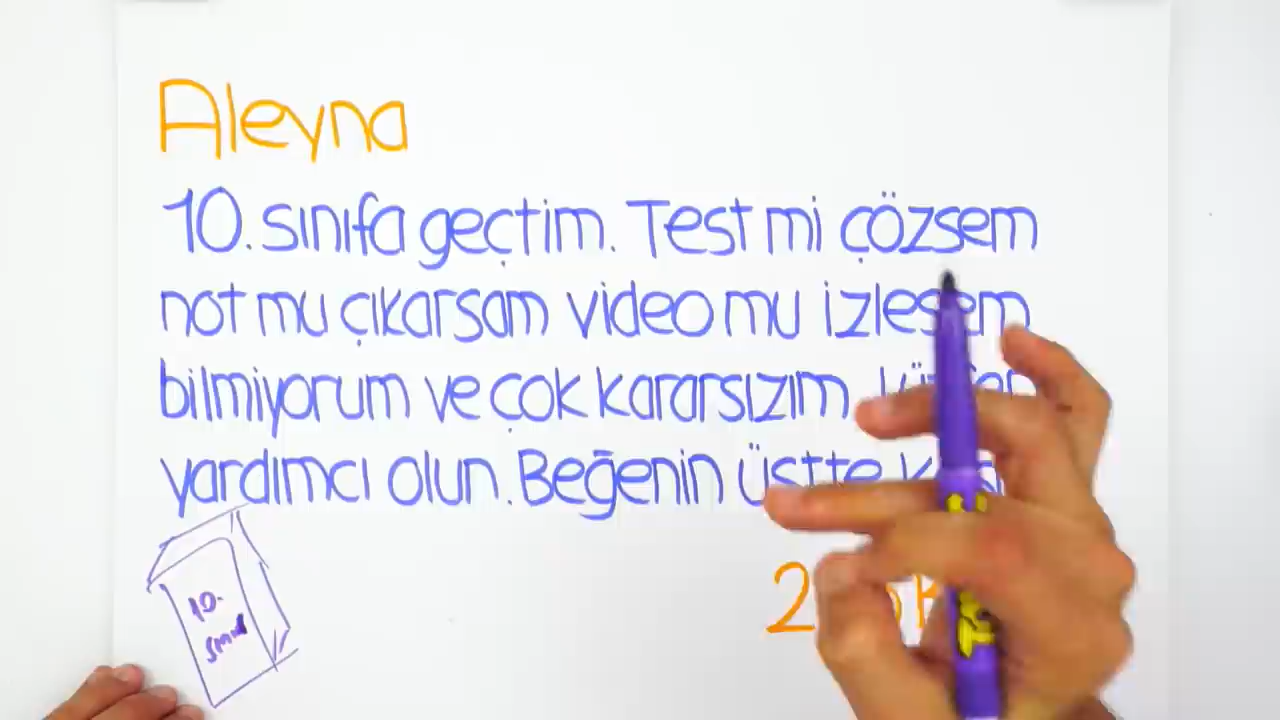 Aleyna
10. sınıfa geçtim. Test mi çözsem
not mu çıkarsam video mu izlesem
bilmiyorum ve çok kararsızım.
yardımcı olun. Beğenin üstte
10.
sınıf